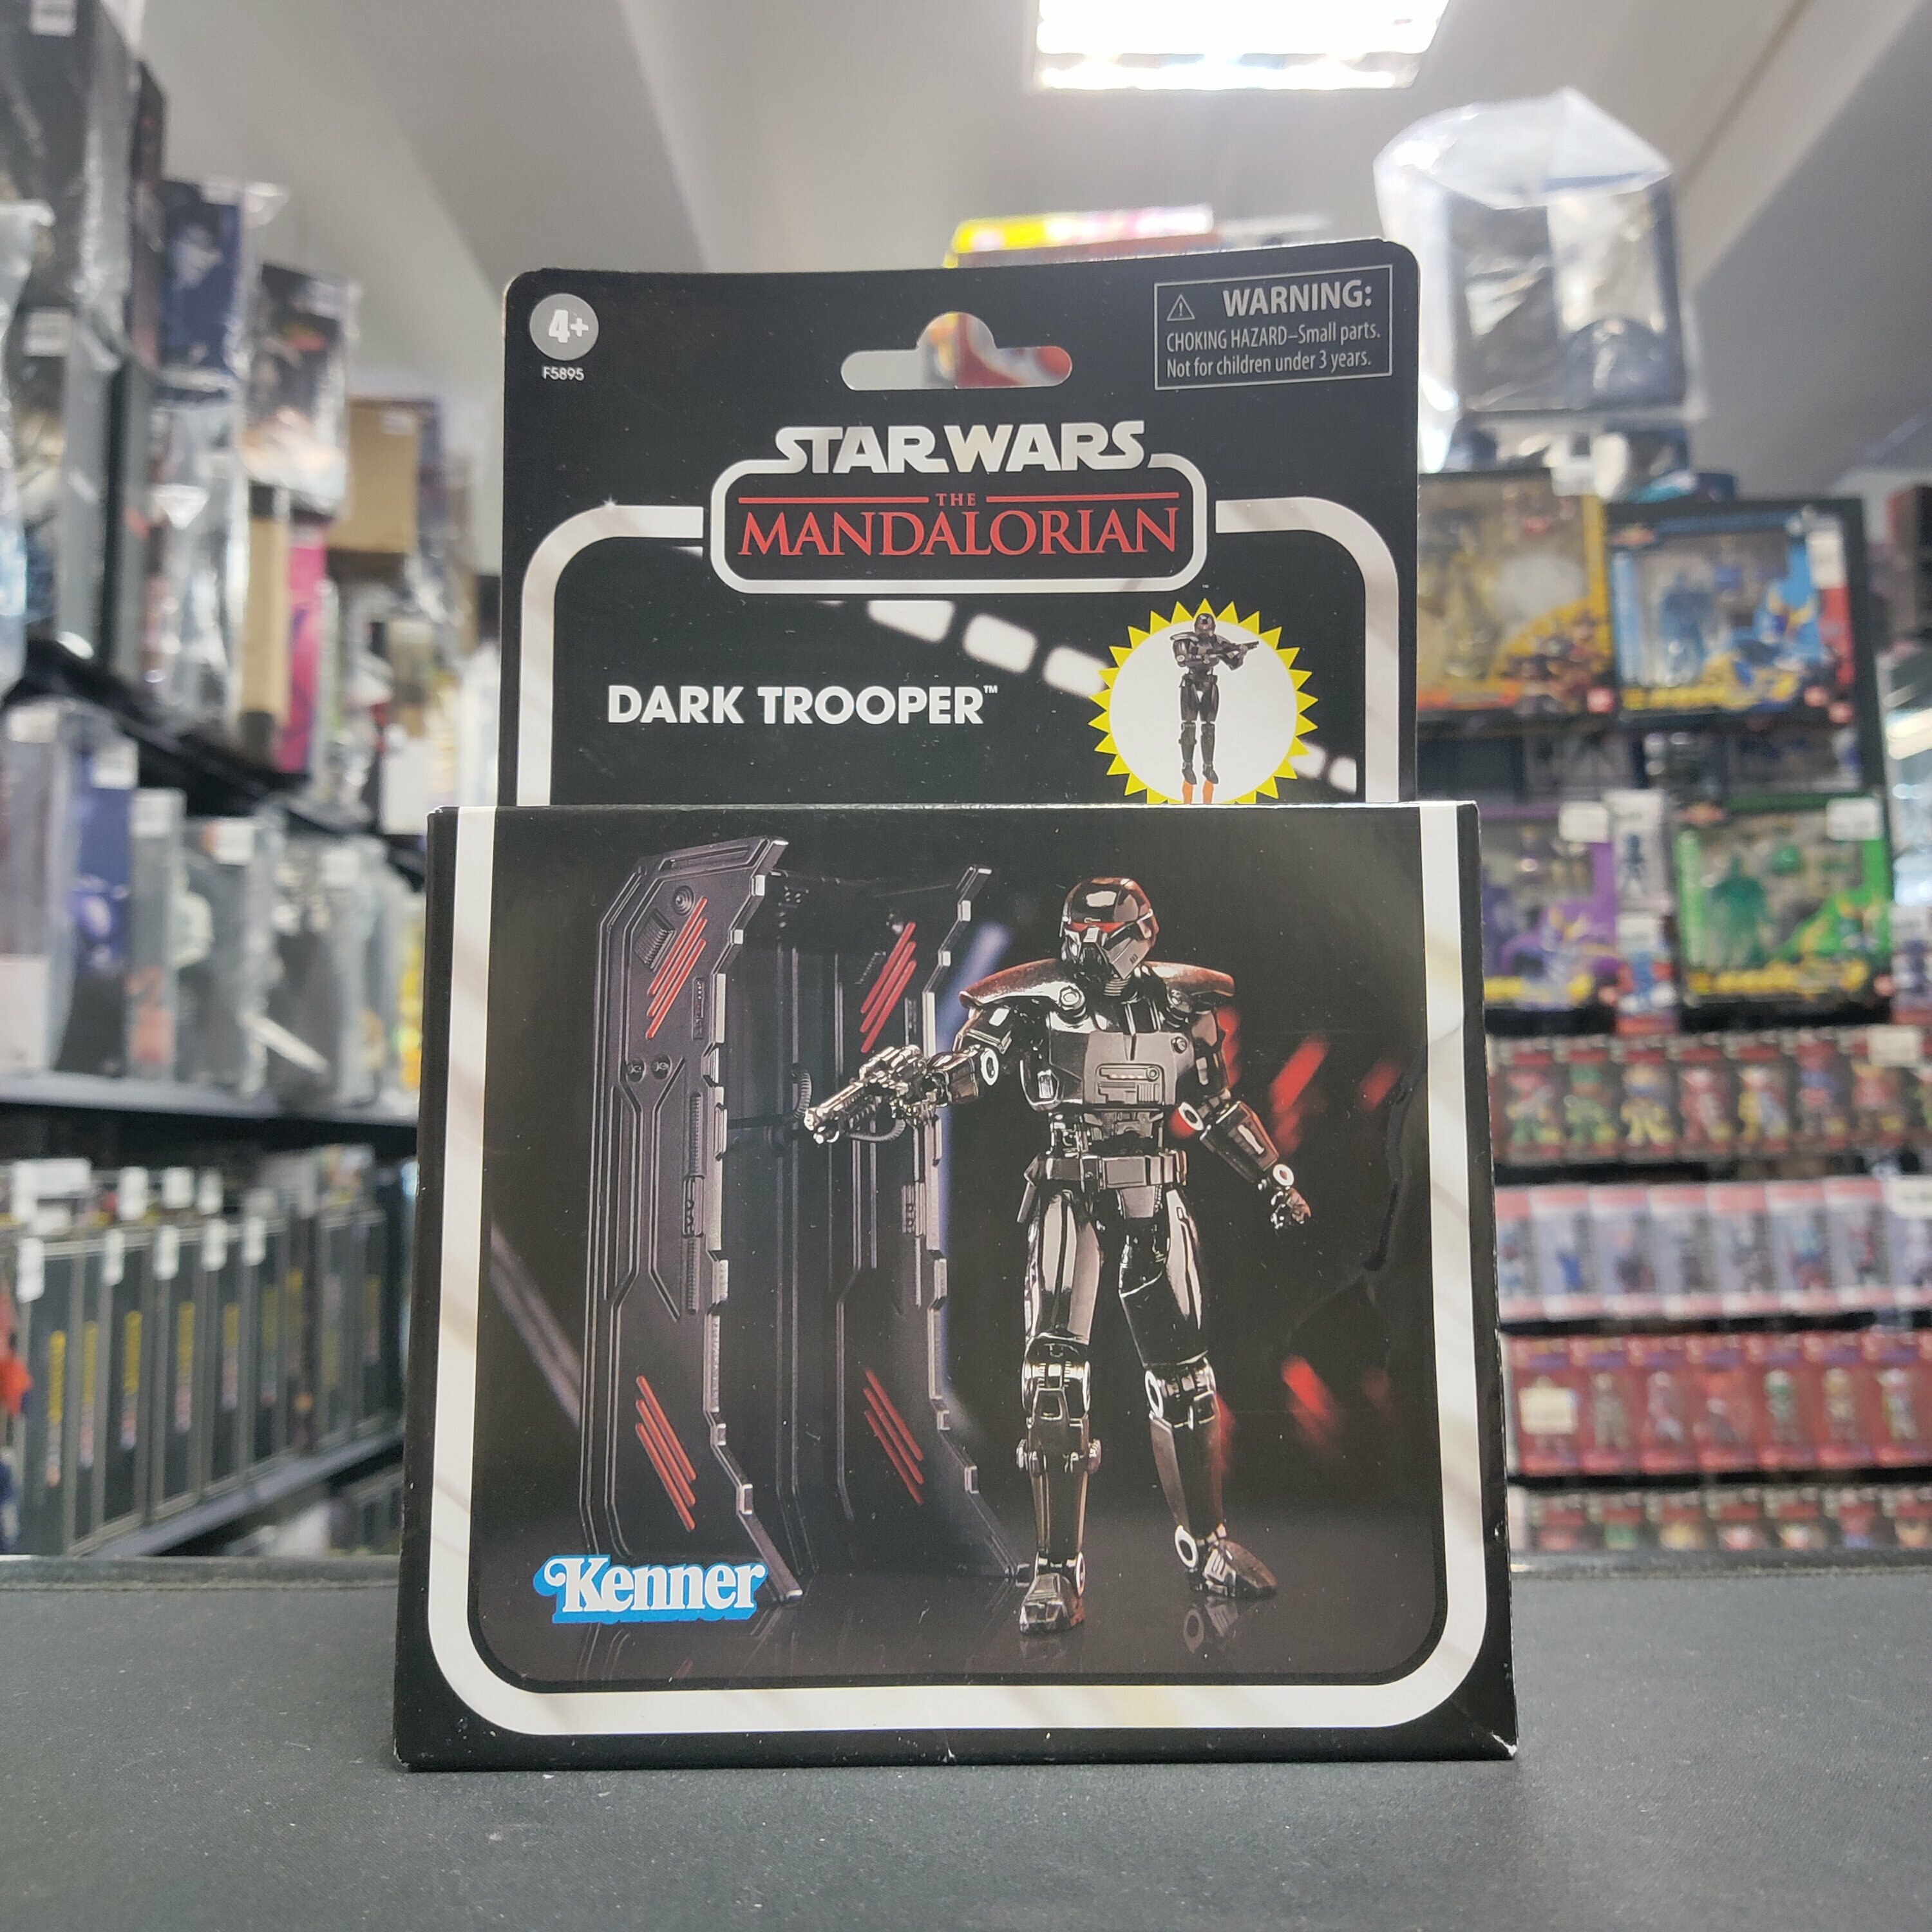 4+
F5895
WARNING:
CHOKING HAZARD–Small parts.
Not for children under 3 years.
STAR WARS
THE
MANDALORIAN
DARK TROOPER™
Kenner